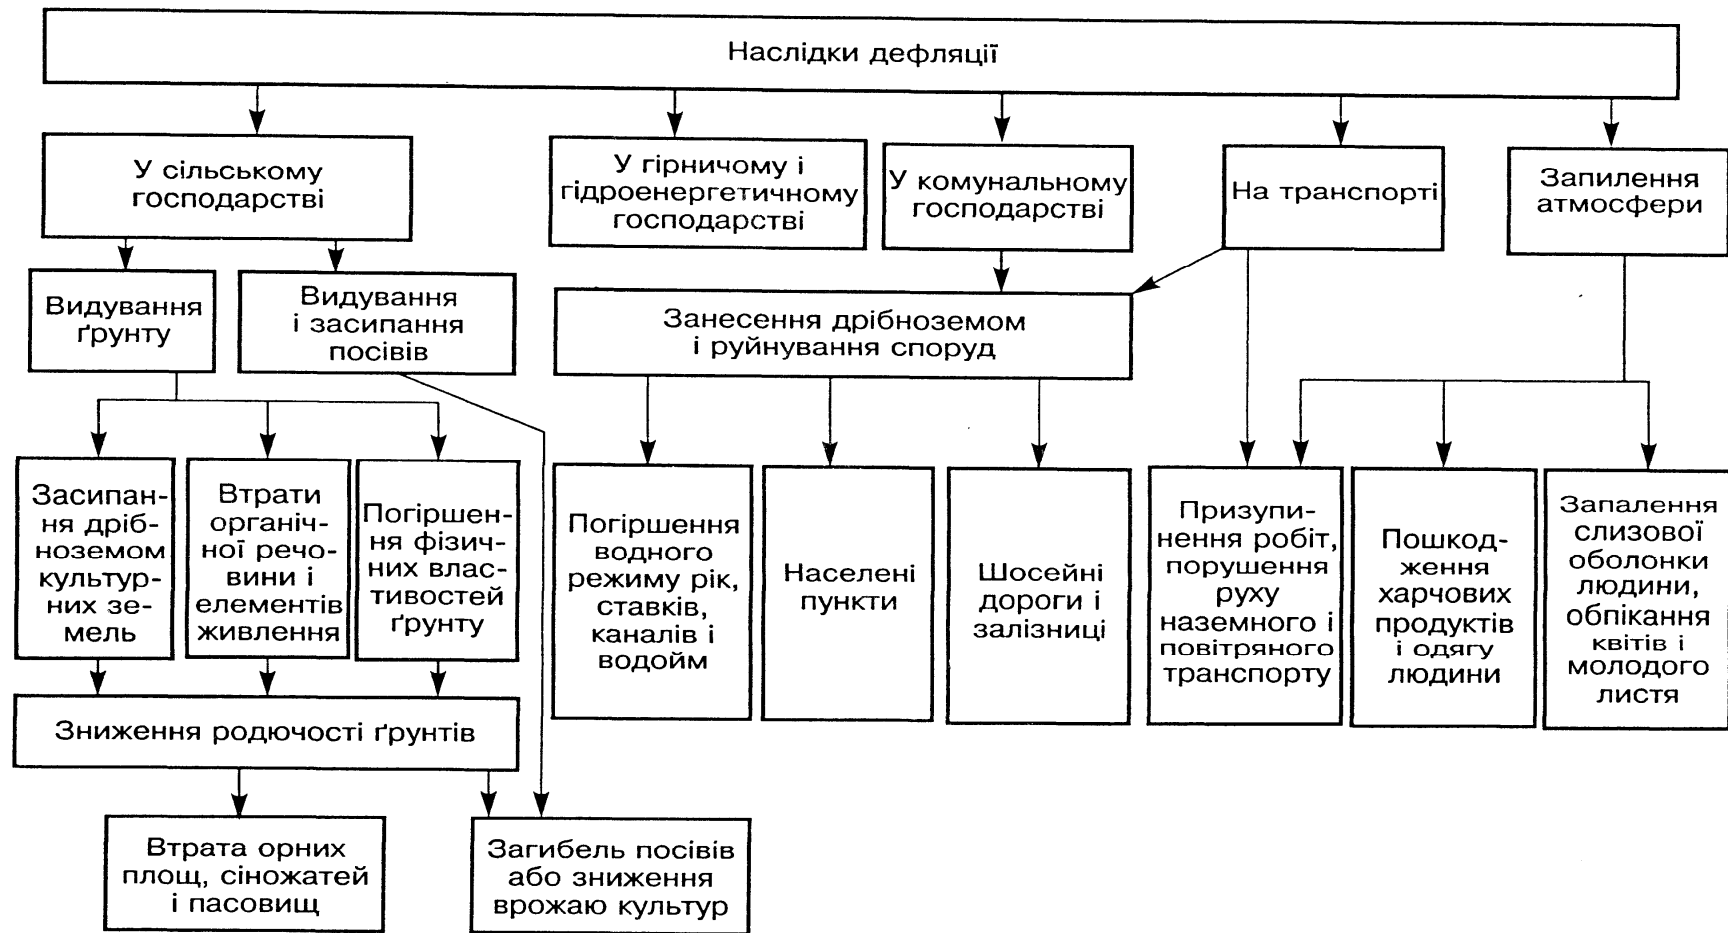 Наслідки дефляції
У сільському
господарстві
У гірничому і
гідроенергетичному
господарстві
У комунальному
господарстві
На транспорті
Запилення
атмосфери
Видування
ґрунту
Видування
і засипання
посівів
Занесення дрібноземом
і руйнування споруд
Засипан-
ня дріб-
ноземом
культур-
них зе-
мель
Втрати
органіч-
ної речо-
вини і
елементів
живлення
Погіршен-
ня фізич-
них влас-
тивостей
ґрунту
Погіршення
водного
режиму рік,
ставків,
каналів і
водойм
Населені
пункти
Шосейні
дороги і
залізниці
Призупи-
нення робіт,
порушення
руху
наземного і
повітряного
транспорту
Пошкод-
ження
харчових
продуктів
і одягу
людини
Запалення
слизової
оболонки
людини,
обпікання
квітів і
молодого
листя
Зниження родючості ґрунтів
Втрата орних
площ, сіножатей
і пасовищ
Загибель посівів
або зниження
врожаю культур